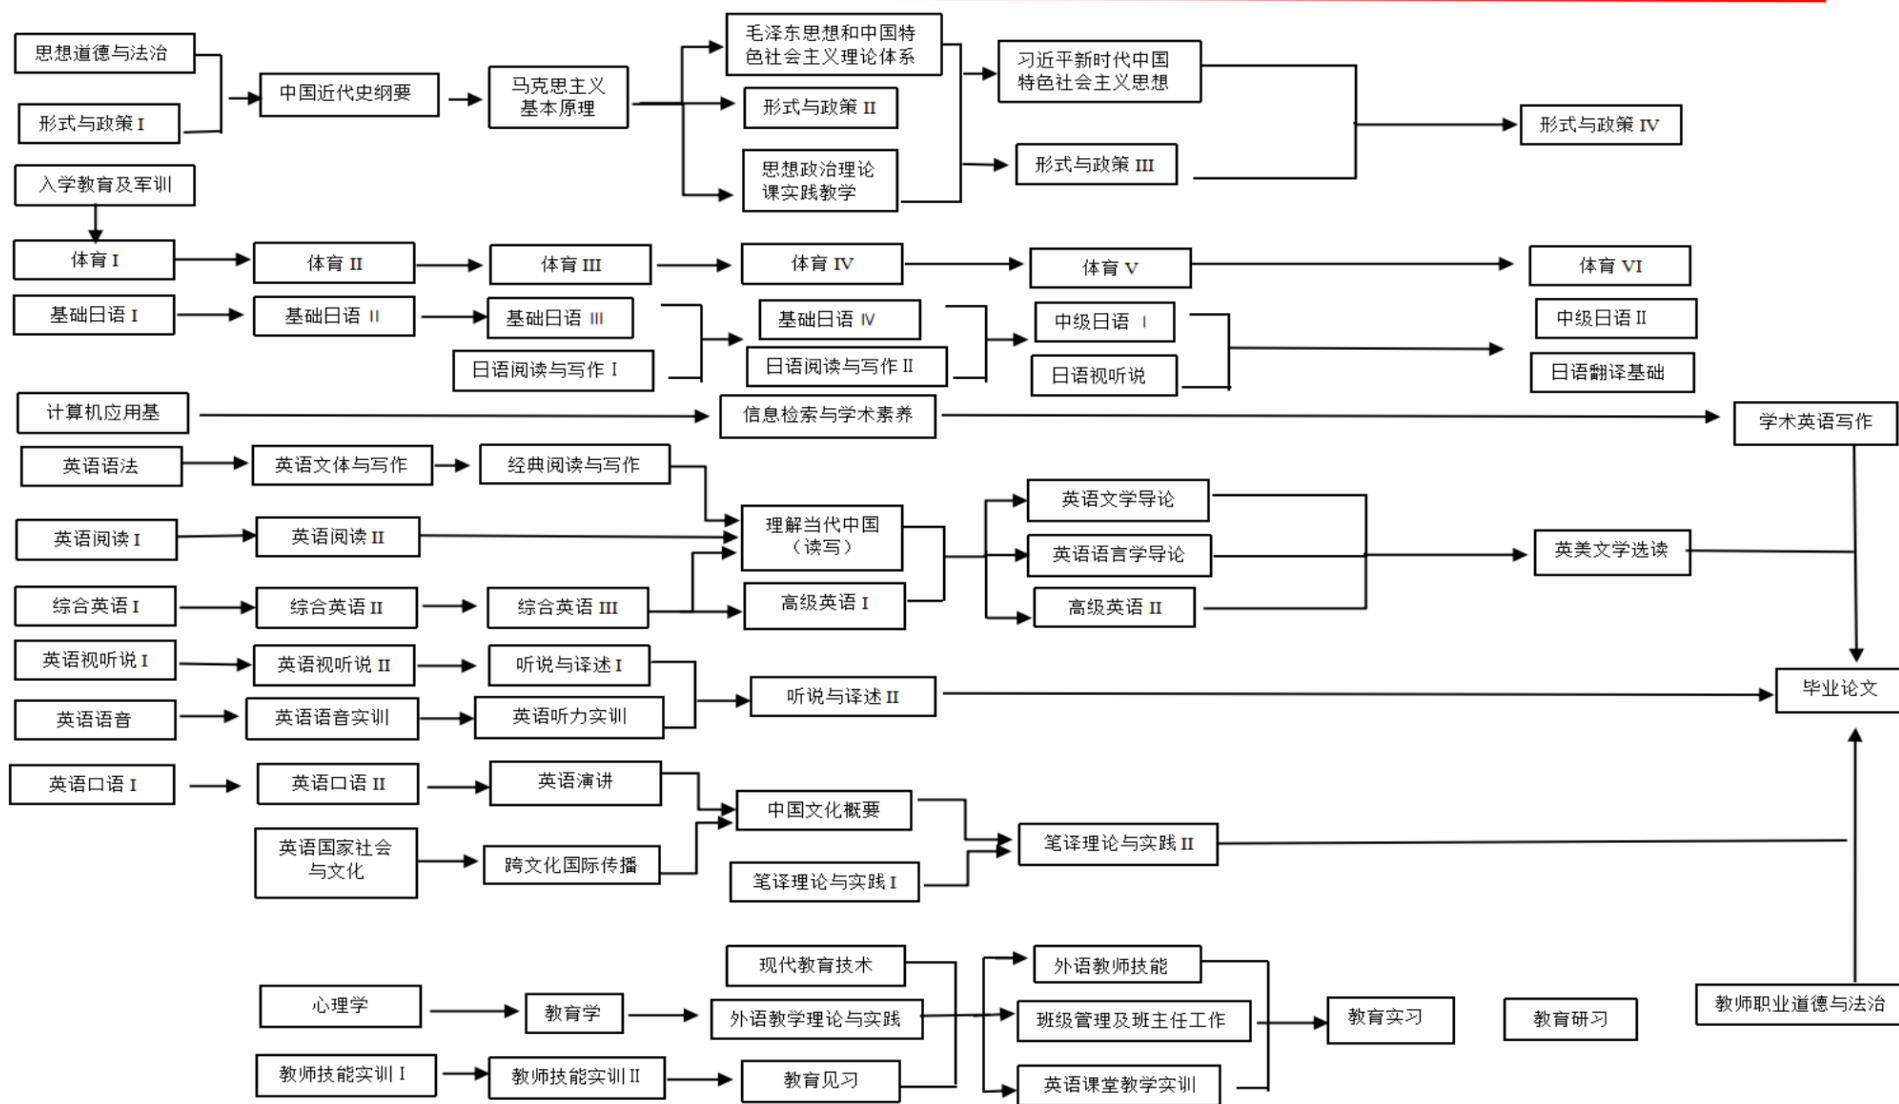 思想道德与法治
形式与政策 I
中国近代史纲要
马克思主义
基本原理
毛泽东思想和中国特
色社会主义理论体系
形式与政策 II
思想政治理论
课实践教学
习近平新时代中国
特色社会主义思想
形式与政策 III
形式与政策 IV
入学教育及军训
体育 I
体育 II
体育 III
体育 IV
体育 V
体育 VI
基础日语 I
基础日语 II
基础日语 III
日语阅读与写作 I
基础日语 IV
日语阅读与写作 II
中级日语 I
日语视听说
中级日语 II
日语翻译基础
计算机应用基
信息检索与学术素养
学术英语写作
英语语法
英语文体与写作
经典阅读与写作
英语阅读 I
英语阅读 II
理解当代中国
（读写）
英语文学导论
英语语言学导论
英美文学选读
综合英语 I
综合英语 II
综合英语 III
高级英语 I
高级英语 II
英语视听说 I
英语视听说 II
听说与译述 I
听说与译述 II
毕业论文
英语语音
英语语音实训
英语听力实训
英语口语 I
英语口语 II
英语演讲
中国文化概要
英语国家社会
与文化
跨文化国际传播
笔译理论与实践 I
笔译理论与实践 II
现代教育技术
外语教师技能
心理学
教育学
外语教学理论与实践
班级管理及班主任工作
教育实习
教育研习
教师职业道德与法治
教师技能实训 I
教师技能实训 II
教育见习
英语课堂教学实训